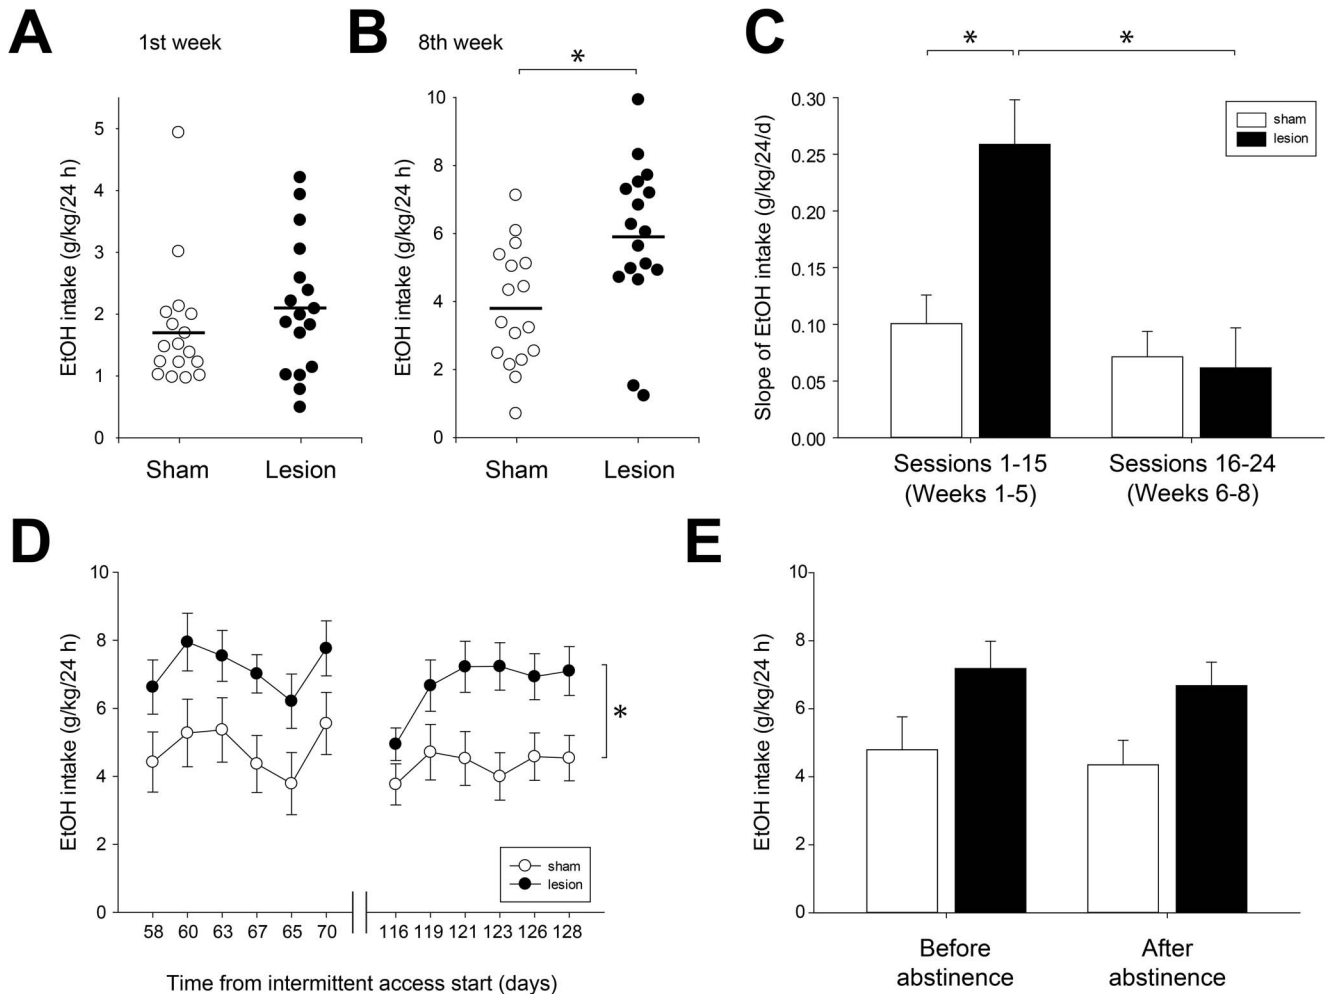 A
1st week
EtOH intake (g/kg/24 h)
5
4
3
2
1
0
Sham
Lesion
B
8th week
*
EtOH intake (g/kg/24 h)
10
8
6
4
2
0
Sham
Lesion
C
*
*
Slope of EtOH intake (g/kg/24/d)
0.30
0.25
0.20
0.15
0.10
0.05
0.00
sham
lesion
Sessions 1-15
(Weeks 1-5)
Sessions 16-24
(Weeks 6-8)
D
EtOH intake (g/kg/24 h)
10
8
6
4
2
0
*
sham
lesion
58 60 63 67 65 70 116 119 121 123 126 128
Time from intermittent access start (days)
E
EtOH intake (g/kg/24 h)
10
8
6
4
2
0
Before
abstinence
After
abstinence